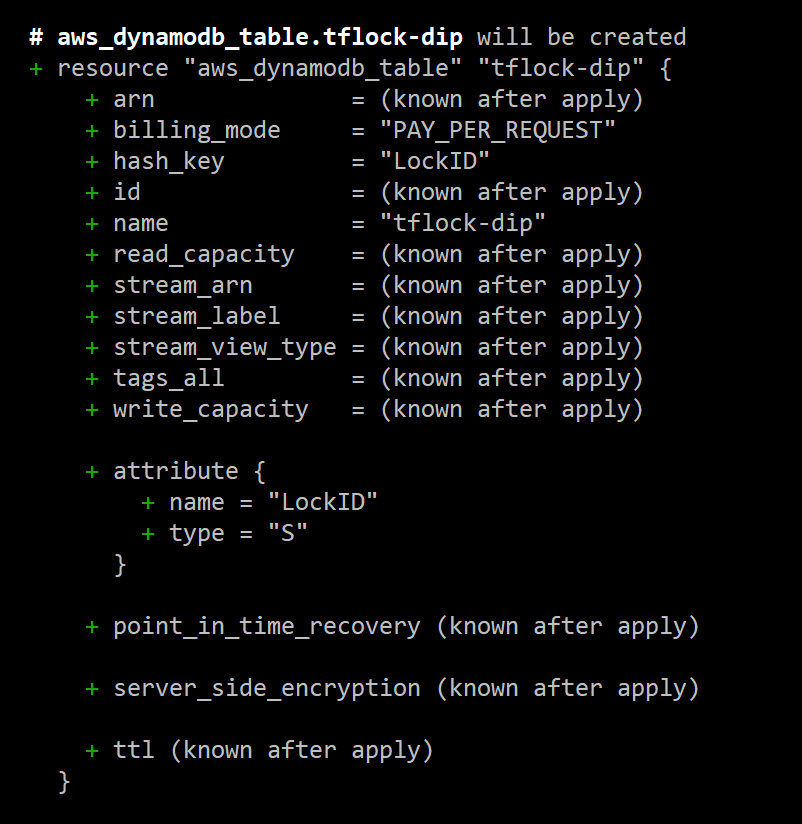 # aws_dynamodb_table.tflock-dip will be created
+ resource "aws_dynamodb_table" "tflock-dip" {
    + arn              = (known after apply)
    + billing_mode     = "PAY_PER_REQUEST"
    + hash_key         = "LockID"
    + id               = (known after apply)
    + name             = "tflock-dip"
    + read_capacity    = (known after apply)
    + stream_arn       = (known after apply)
    + stream_label     = (known after apply)
    + stream_view_type = (known after apply)
    + tags_all         = (known after apply)
    + write_capacity   = (known after apply)

    + attribute {
        + name = "LockID"
        + type = "S"
      }

    + point_in_time_recovery (known after apply)

    + server_side_encryption (known after apply)

    + ttl (known after apply)
  }